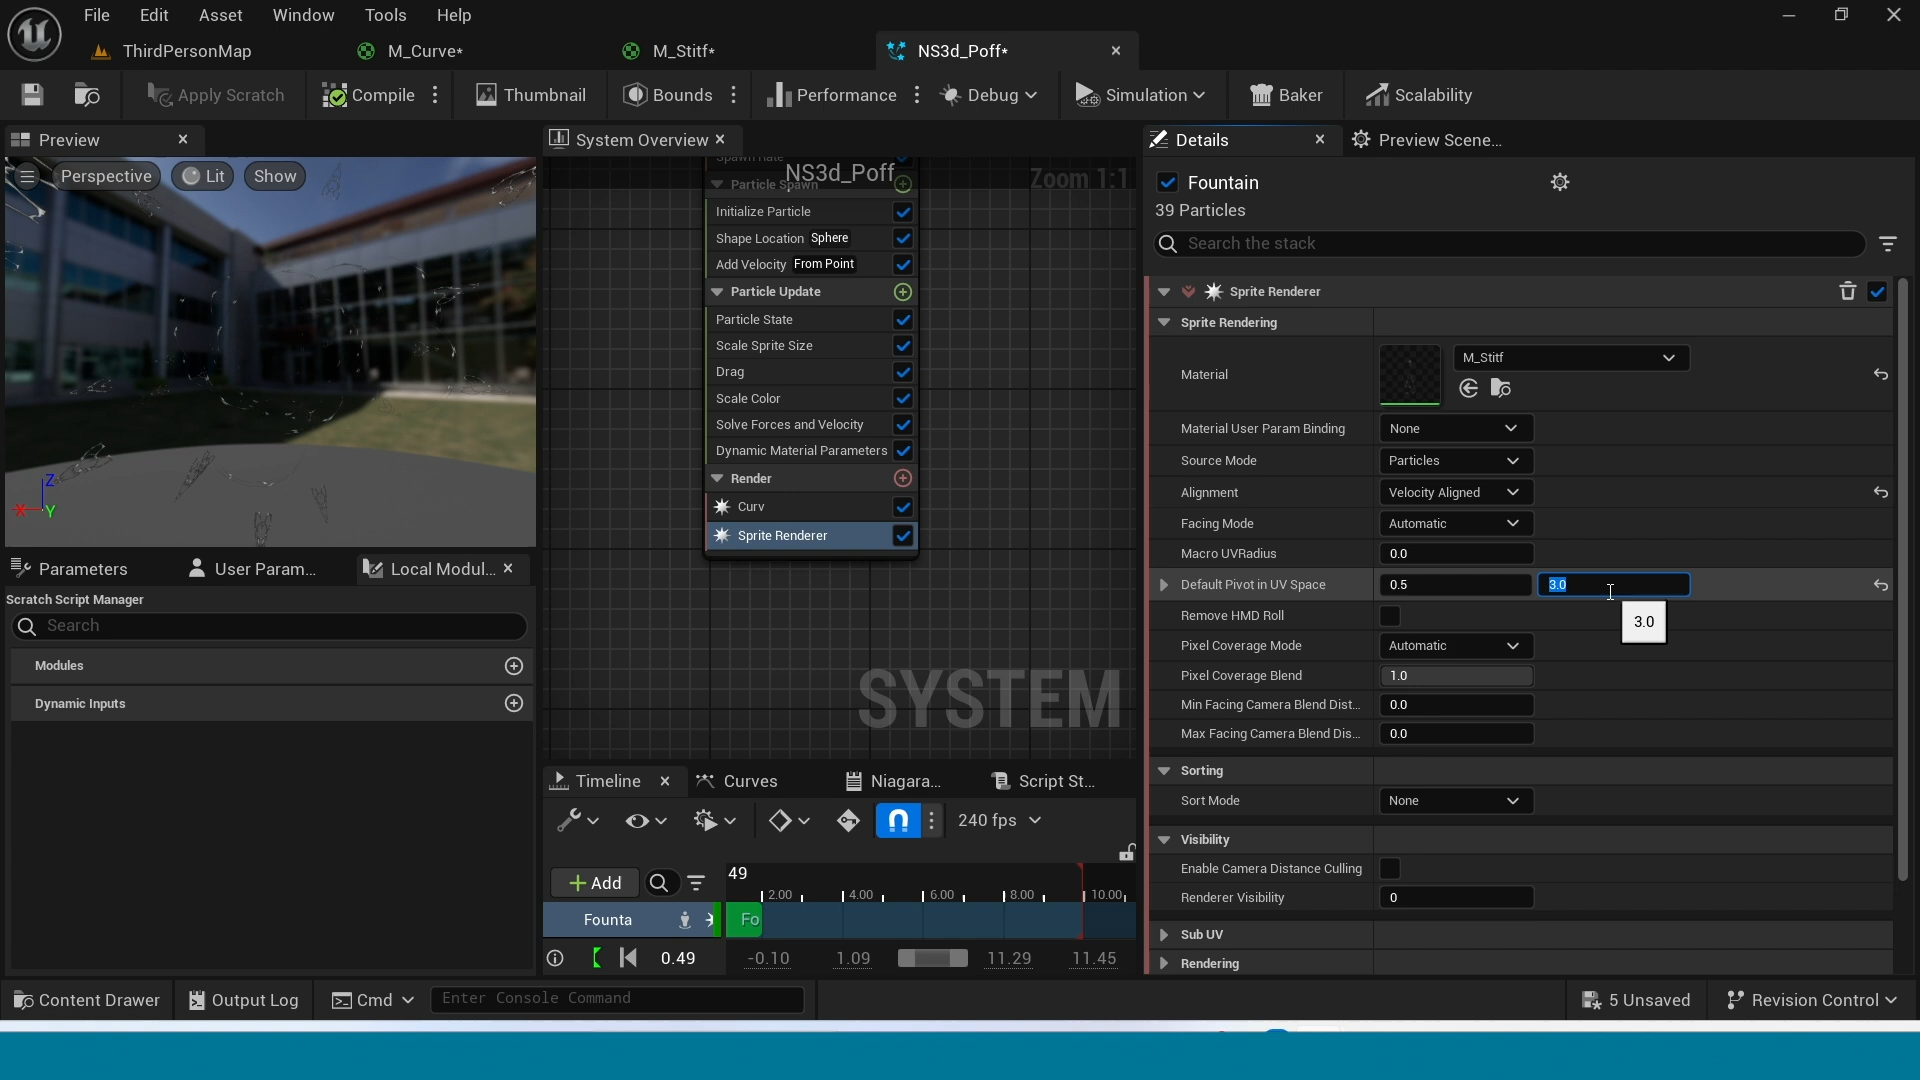 File Edit Asset Window Tools Help
ThirdPersonMap M_Curve* M_Stitf* NS3d_Poff*
Apply Scratch Compile Thumbnail Bounds Performance Debug Simulation Baker Scalability
Preview System Overview Details Preview Scene...
Perspective Lit Show
Spawn Rate
NS3d_Poff
Zoom 1:1
Particle Spawn
Initialize Particle
Shape Location Sphere
Add Velocity From Point
Particle Update
Particle State
Scale Sprite Size
Drag
Scale Color
Solve Forces and Velocity
Dynamic Material Parameters
Render
Curv
Sprite Renderer
SYSTEM
Z
X Y
Parameters User Param... Local Modul...
Scratch Script Manager
Search
Modules
Dynamic Inputs
Timeline Curves Niagara... Script St...
240 fps
Add
49
2.00 4.00 6.00 8.00 10.00
Founta Fo
0.49 -0.10 1.09 11.29 11.45
Fountain
39 Particles
Search the stack
Sprite Renderer
Sprite Rendering
Material M_Stitf
Material User Param Binding None
Source Mode Particles
Alignment Velocity Aligned
Facing Mode Automatic
Macro UVRadius 0.0
Default Pivot in UV Space 0.5 3.0
Remove HMD Roll
3.0
Pixel Coverage Mode Automatic
Pixel Coverage Blend 1.0
Min Facing Camera Blend Dist... 0.0
Max Facing Camera Blend Dis... 0.0
Sorting
Sort Mode None
Visibility
Enable Camera Distance Culling
Renderer Visibility 0
Sub UV
Rendering
Content Drawer Output Log Cmd Enter Console Command 5 Unsaved Revision Control